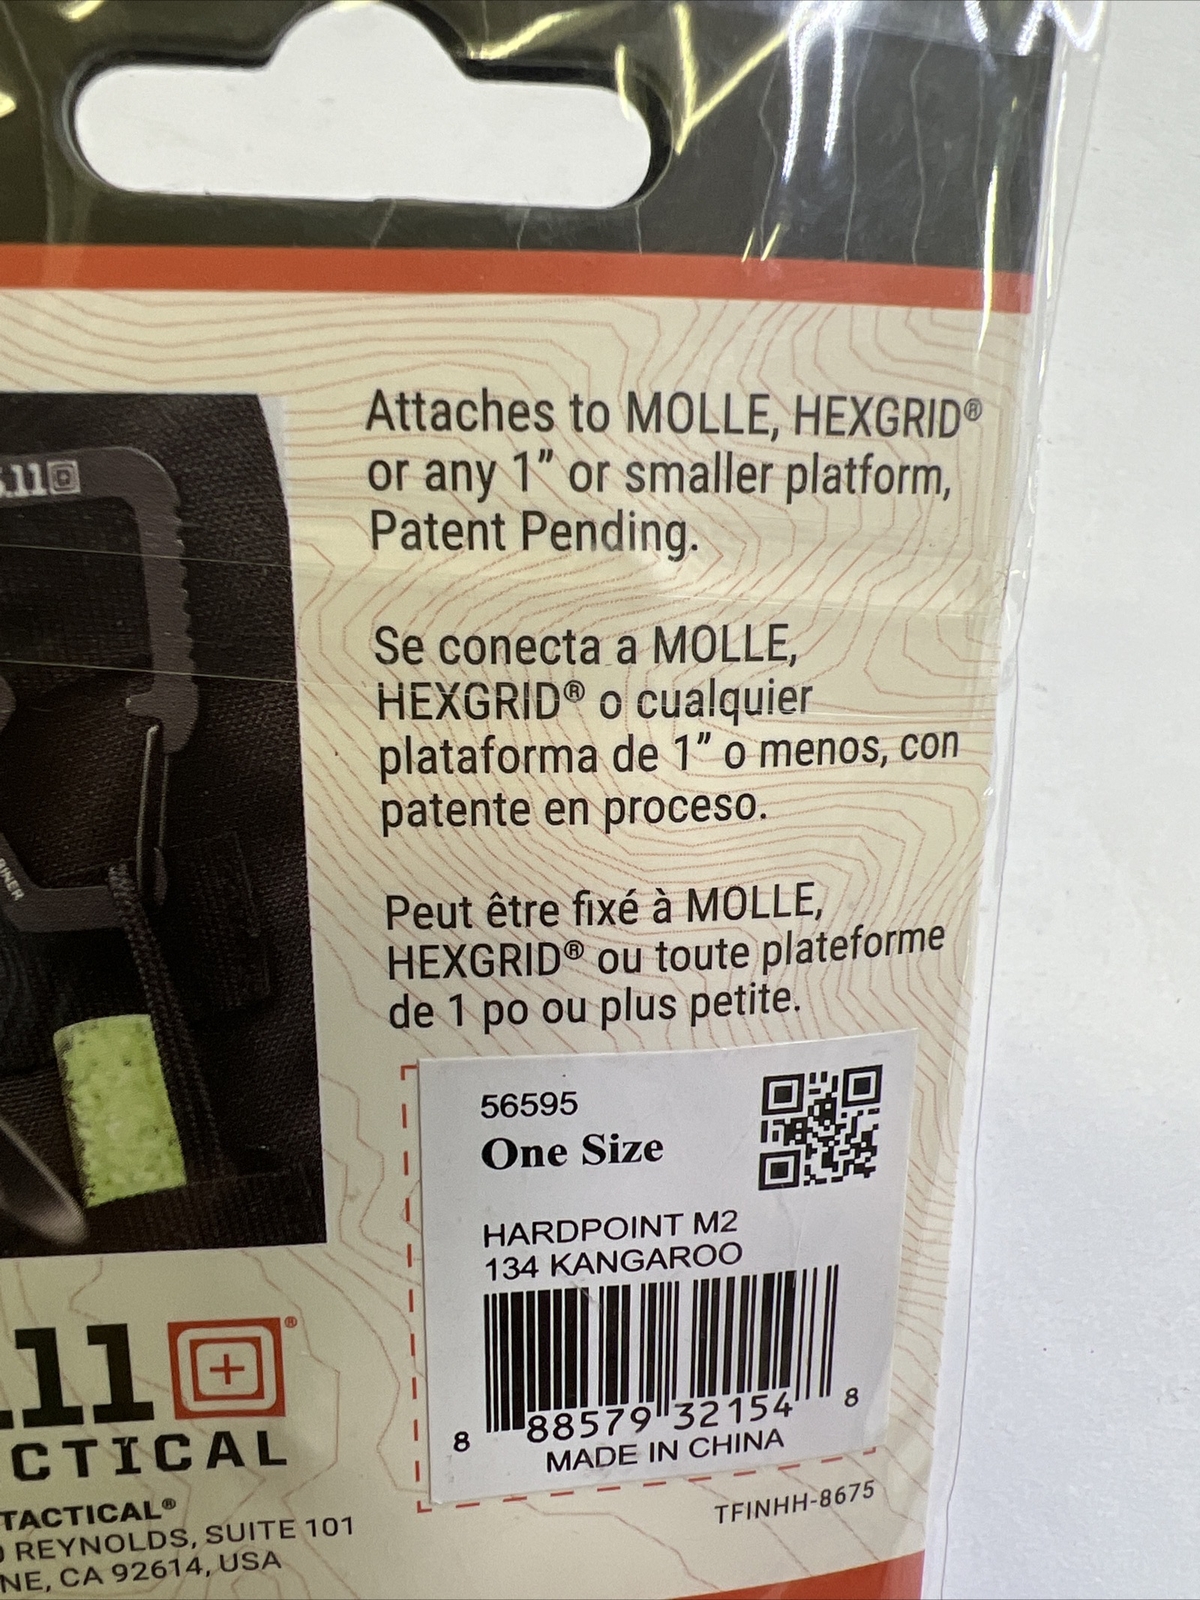 Attaches to MOLLE, HEXGRID®
or any 1” or smaller platform,
Patent Pending.
Se conecta a MOLLE,
HEXGRID® o cualquier
plataforma de 1” o menos, con
patente en proceso.
Peut être fixé à MOLLE,
HEXGRID® ou toute plateforme
de 1 po ou plus petite.
56595
One Size
HARDPOINT M2
134 KANGAROO
8 88579 32154 8
MADE IN CHINA
TFINHH-8675
.11®
CTICAL
TACTICAL®
REYNOLDS, SUITE 101
NE, CA 92614, USA
.11
INER